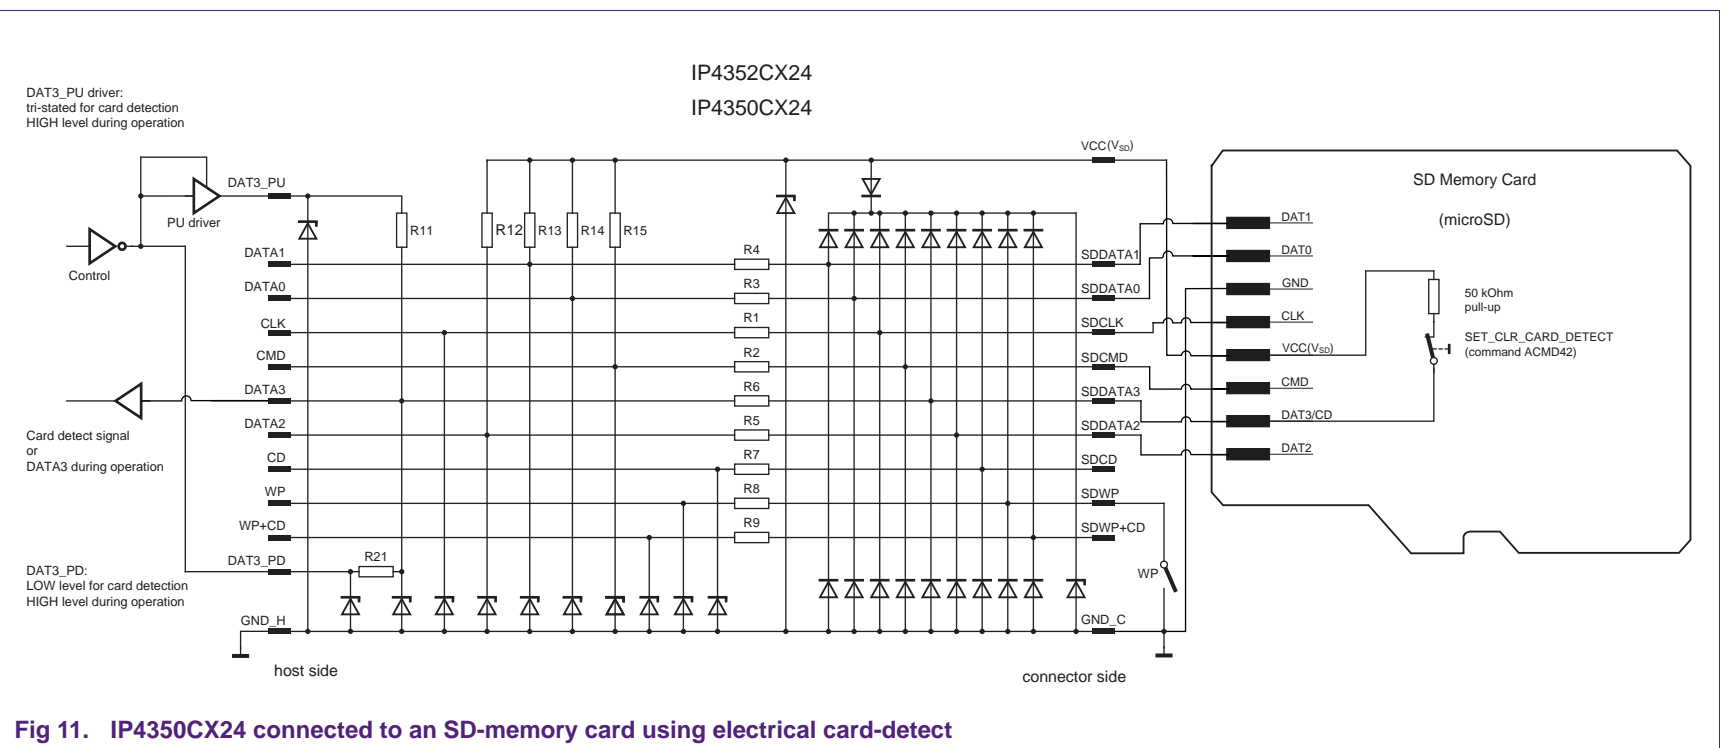 IP4352CX24
IP4350CX24
DAT3_PU driver:
tri-stated for card detection
HIGH level during operation
DAT3_PU
PU driver
Control
Card detect signal
or
DATA3 during operation
DAT3_PD:
LOW level for card detection
HIGH level during operation
R11
R12
R13
R14
R15
DATA1
DATA0
CLK
CMD
DATA3
DATA2
CD
WP
WP+CD
DAT3_PD
R21
GND_H
host side
R4
R3
R1
R2
R6
R5
R7
R8
R9
VCC(VSD)
SDDATA1
SDDATA0
SDCLK
SDCMD
SDDATA3
SDDATA2
SDCD
SDWP
SDWP+CD
WP
GND_C
connector side
SD Memory Card
(microSD)
DAT1
DAT0
GND
CLK
VCC(VSD)
CMD
DAT3/CD
DAT2
50 kOhm
pull-up
SET_CLR_CARD_DETECT
(command ACMD42)
Fig 11. IP4350CX24 connected to an SD-memory card using electrical card-detect